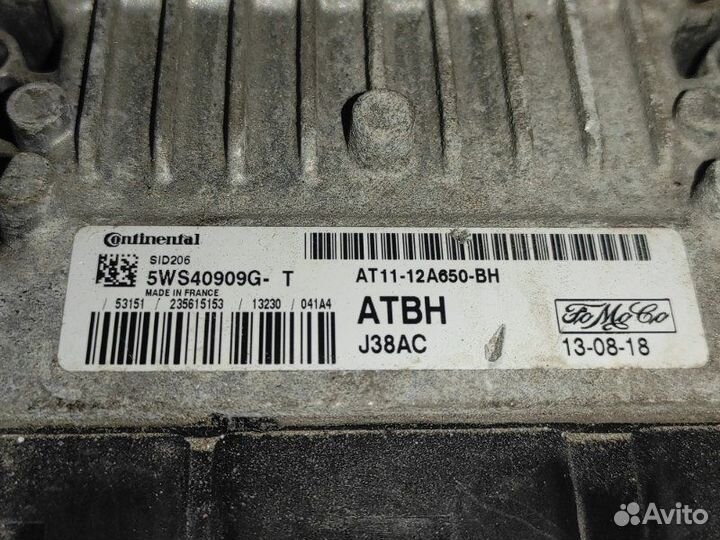 Continental
SID206
5WS40909G- T
MADE IN FRANCE
/ 53151 / 235615153 / 13230 / 041A4
AT11-12A650-BH
ATBH
J38AC
FoMoCo
13-08-18
Avito